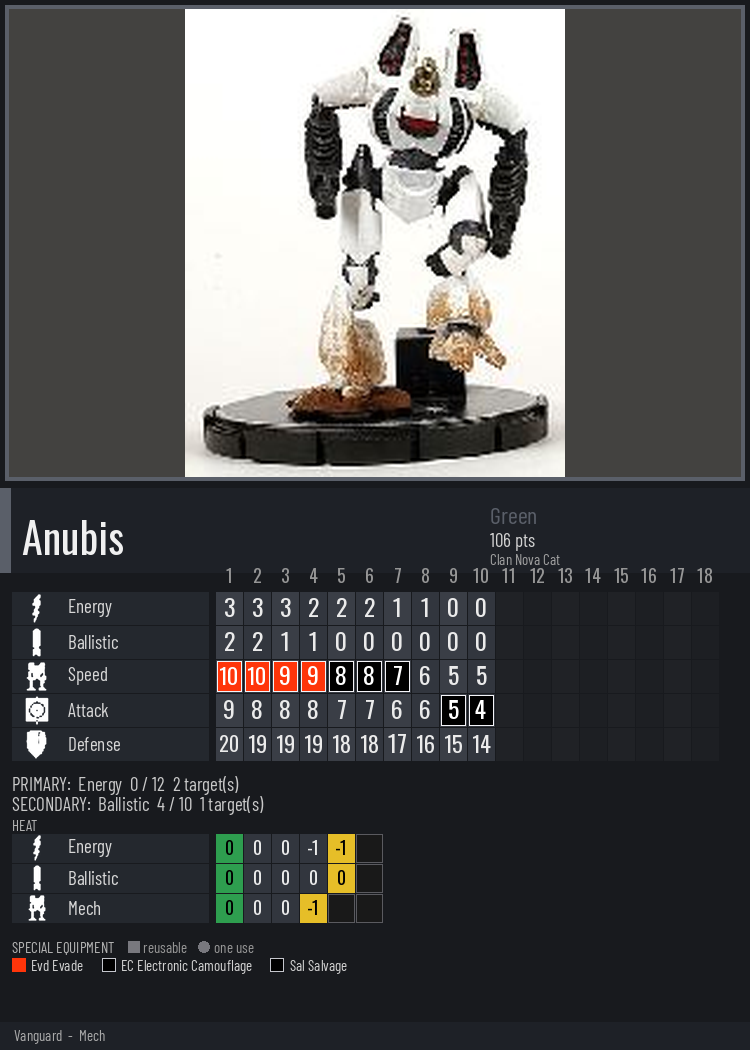 Anubis
Green
106 pts
Clan Nova Cat
1 2 3 4 5 6 7 8 9 10 11 12 13 14 15 16 17 18
Energy 3 3 3 2 2 2 1 1 0 0
Ballistic 2 2 1 1 0 0 0 0 0 0
Speed 10 10 9 9 8 8 7 6 5 5
Attack 9 8 8 8 7 7 6 6 5 4
Defense 20 19 19 19 18 18 17 16 15 14
PRIMARY: Energy 0 / 12 2 target(s)
SECONDARY: Ballistic 4 / 10 1 target(s)
HEAT
Energy 0 0 0 -1 -1
Ballistic 0 0 0 0 0
Mech 0 0 0 -1
SPECIAL EQUIPMENT reusable one use
Evd Evade EC Electronic Camouflage Sal Salvage
Vanguard - Mech